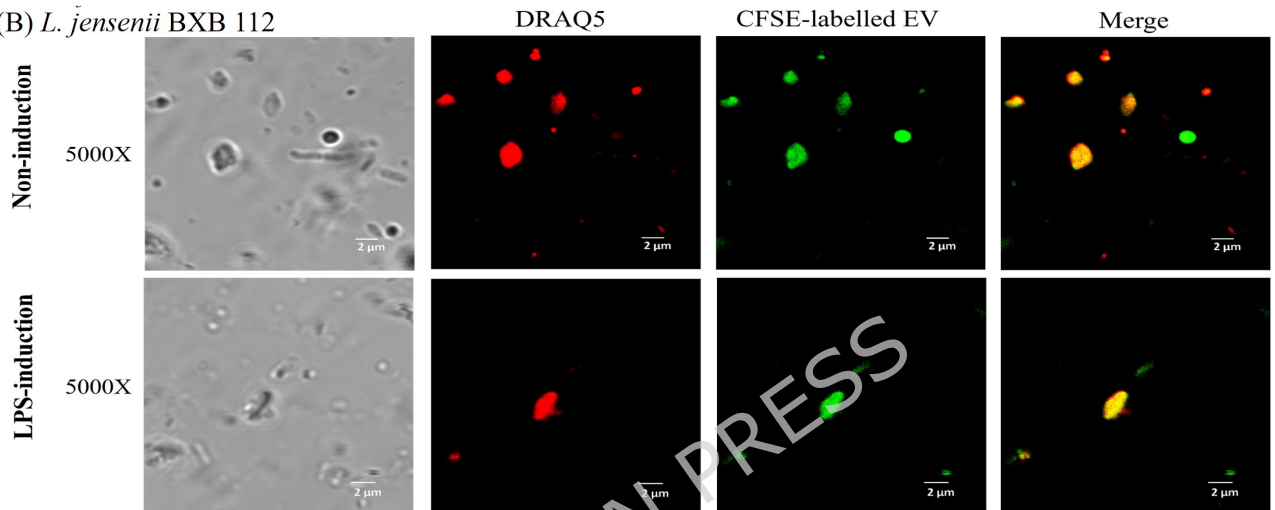 (B) L. jensenii BXB 112
DRAQ5
CFSE-labelled EV
Merge
Non-induction
5000X
2 µm
2 µm
2 µm
2 µm
LPS-induction
5000X
2 µm
2 µm
2 µm
2 µm
PRESS